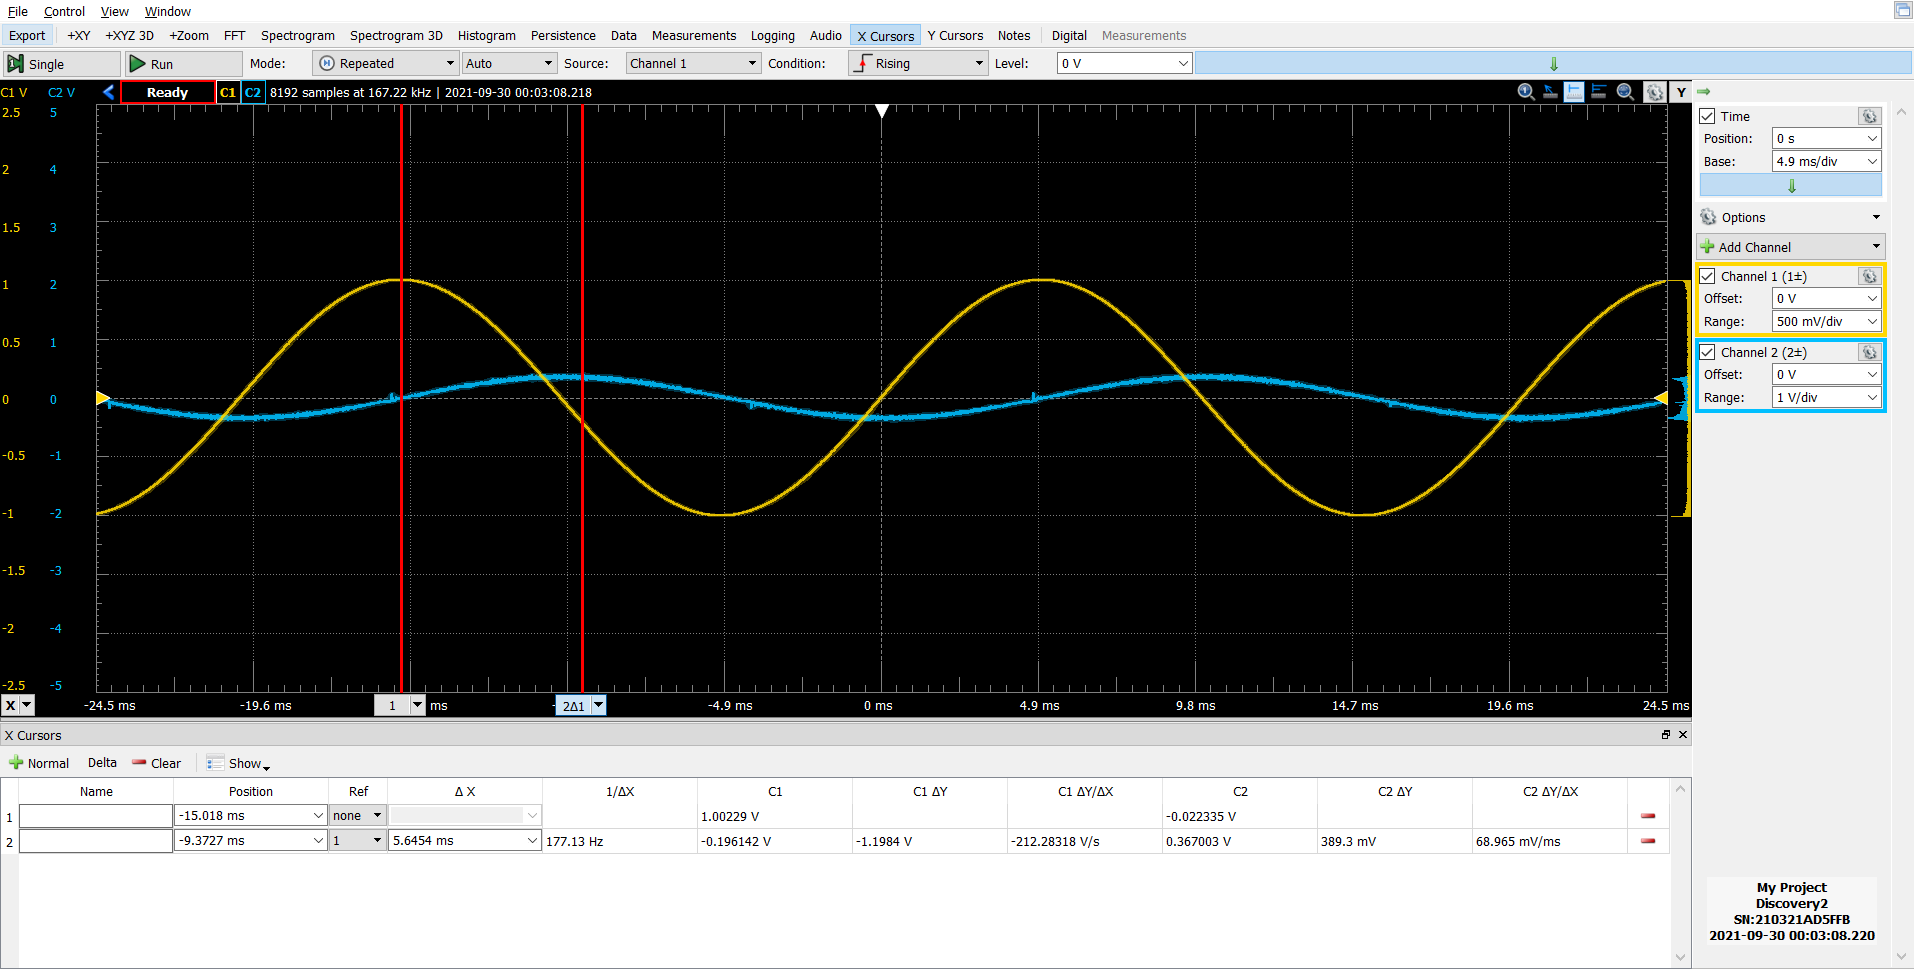 File Control View Window
Export +XY +XYZ 3D +Zoom FFT Spectrogram Spectrogram 3D Histogram Persistence Data Measurements Logging Audio X Cursors Y Cursors Notes Digital Measurements
Single Run Mode: Repeated Auto Source: Channel 1 Condition: Rising Level: 0 V
C1 V C2 V Ready C1 C2 8192 samples at 167.22 kHz | 2021-09-30 00:03:08.218 Y
2.5 5
2 4
1.5 3
1 2
0.5 1
0 0
-0.5 -1
-1 -2
-1.5 -3
-2 -4
-2.5 -5
X -24.5 ms -19.6 ms 1 ms - 2Δ1 -4.9 ms 0 ms 4.9 ms 9.8 ms 14.7 ms 19.6 ms 24.5 ms
Time
Position: 0 s
Base: 4.9 ms/div
Options
Add Channel
Channel 1 (1±)
Offset: 0 V
Range: 500 mV/div
Channel 2 (2±)
Offset: 0 V
Range: 1 V/div
X Cursors
Normal Delta Clear Show
Name Position Ref Δ X 1/ΔX C1 C1 ΔY C1 ΔY/ΔX C2 C2 ΔY C2 ΔY/ΔX
1 -15.018 ms none 1.00229 V -0.022335 V
2 -9.3727 ms 1 5.6454 ms 177.13 Hz -0.196142 V -1.1984 V -212.28318 V/s 0.367003 V 389.3 mV 68.965 mV/ms
My Project
Discovery2
SN:210321AD5FFB
2021-09-30 00:03:08.220